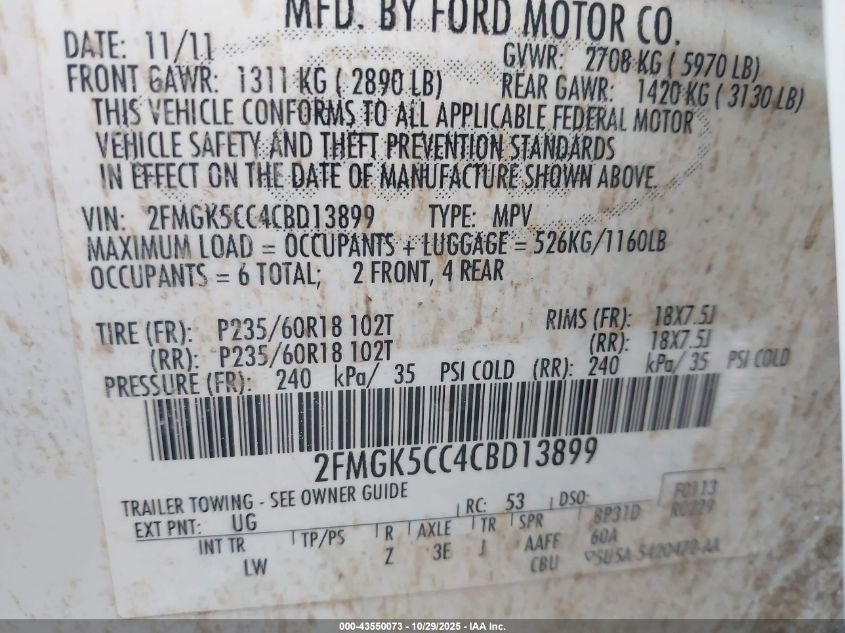 MFD. BY FORD MOTOR CO.
DATE: 11/11 GVWR: 2708 KG ( 5970 LB)
FRONT GAWR: 1311 KG ( 2890 LB) REAR GAWR: 1420 KG ( 3130 LB)
THIS VEHICLE CONFORMS TO ALL APPLICABLE FEDERAL MOTOR
VEHICLE SAFETY AND THEFT PREVENTION STANDARDS
IN EFFECT ON THE DATE OF MANUFACTURE SHOWN ABOVE.
VIN: 2FMGK5CC4CBD13899 TYPE: MPV
MAXIMUM LOAD = OCCUPANTS + LUGGAGE = 526KG/1160LB
OCCUPANTS = 6 TOTAL; 2 FRONT, 4 REAR
TIRE (FR): P235/60R18 102T RIMS (FR): 18X7.5J
(RR): P235/60R18 102T (RR): 18X7.5J
PRESSURE (FR): 240 kPa/ 35 PSI COLD (RR): 240 kPa/ 35 PSI COLD
2FMGK5CC4CBD13899
TRAILER TOWING - SEE OWNER GUIDE
EXT PNT: UG RC: 53 DSO: F0113
R0229
INT TR TP/PS R AXLE TR SPR BP31D
LW Z 3E J AAFE 60A
CBU
000-43550073 - 10/29/2025 - IAA Inc.